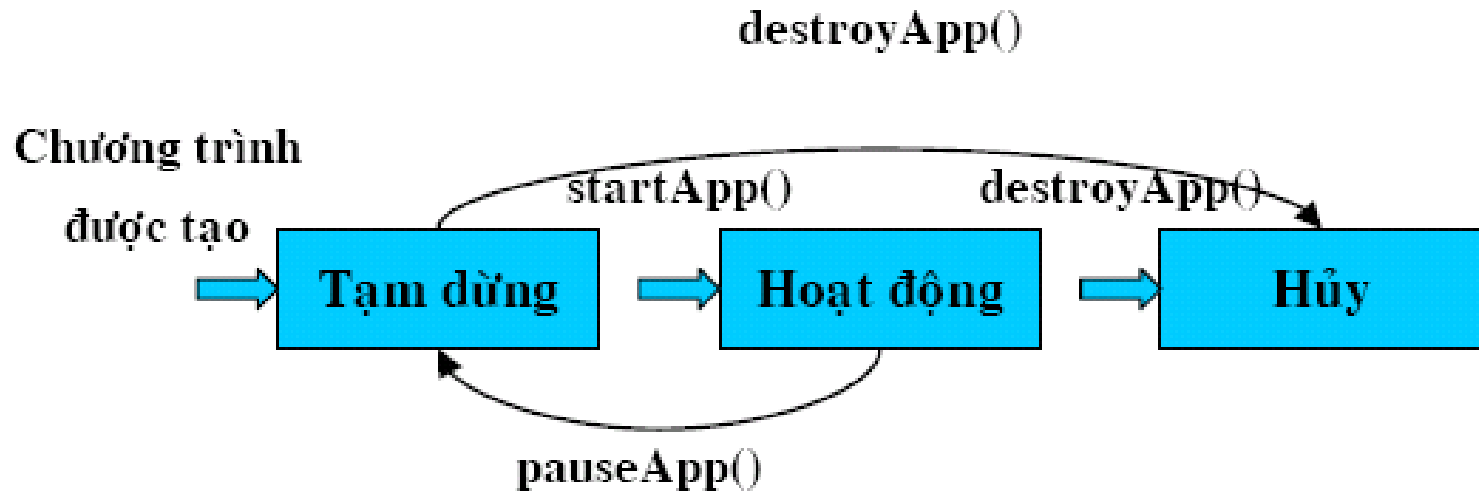 destroyApp()
Chương trình
startApp()
destroyApp()
được tạo
Tạm dừng
Hoạt động
Hủy
pauseApp()